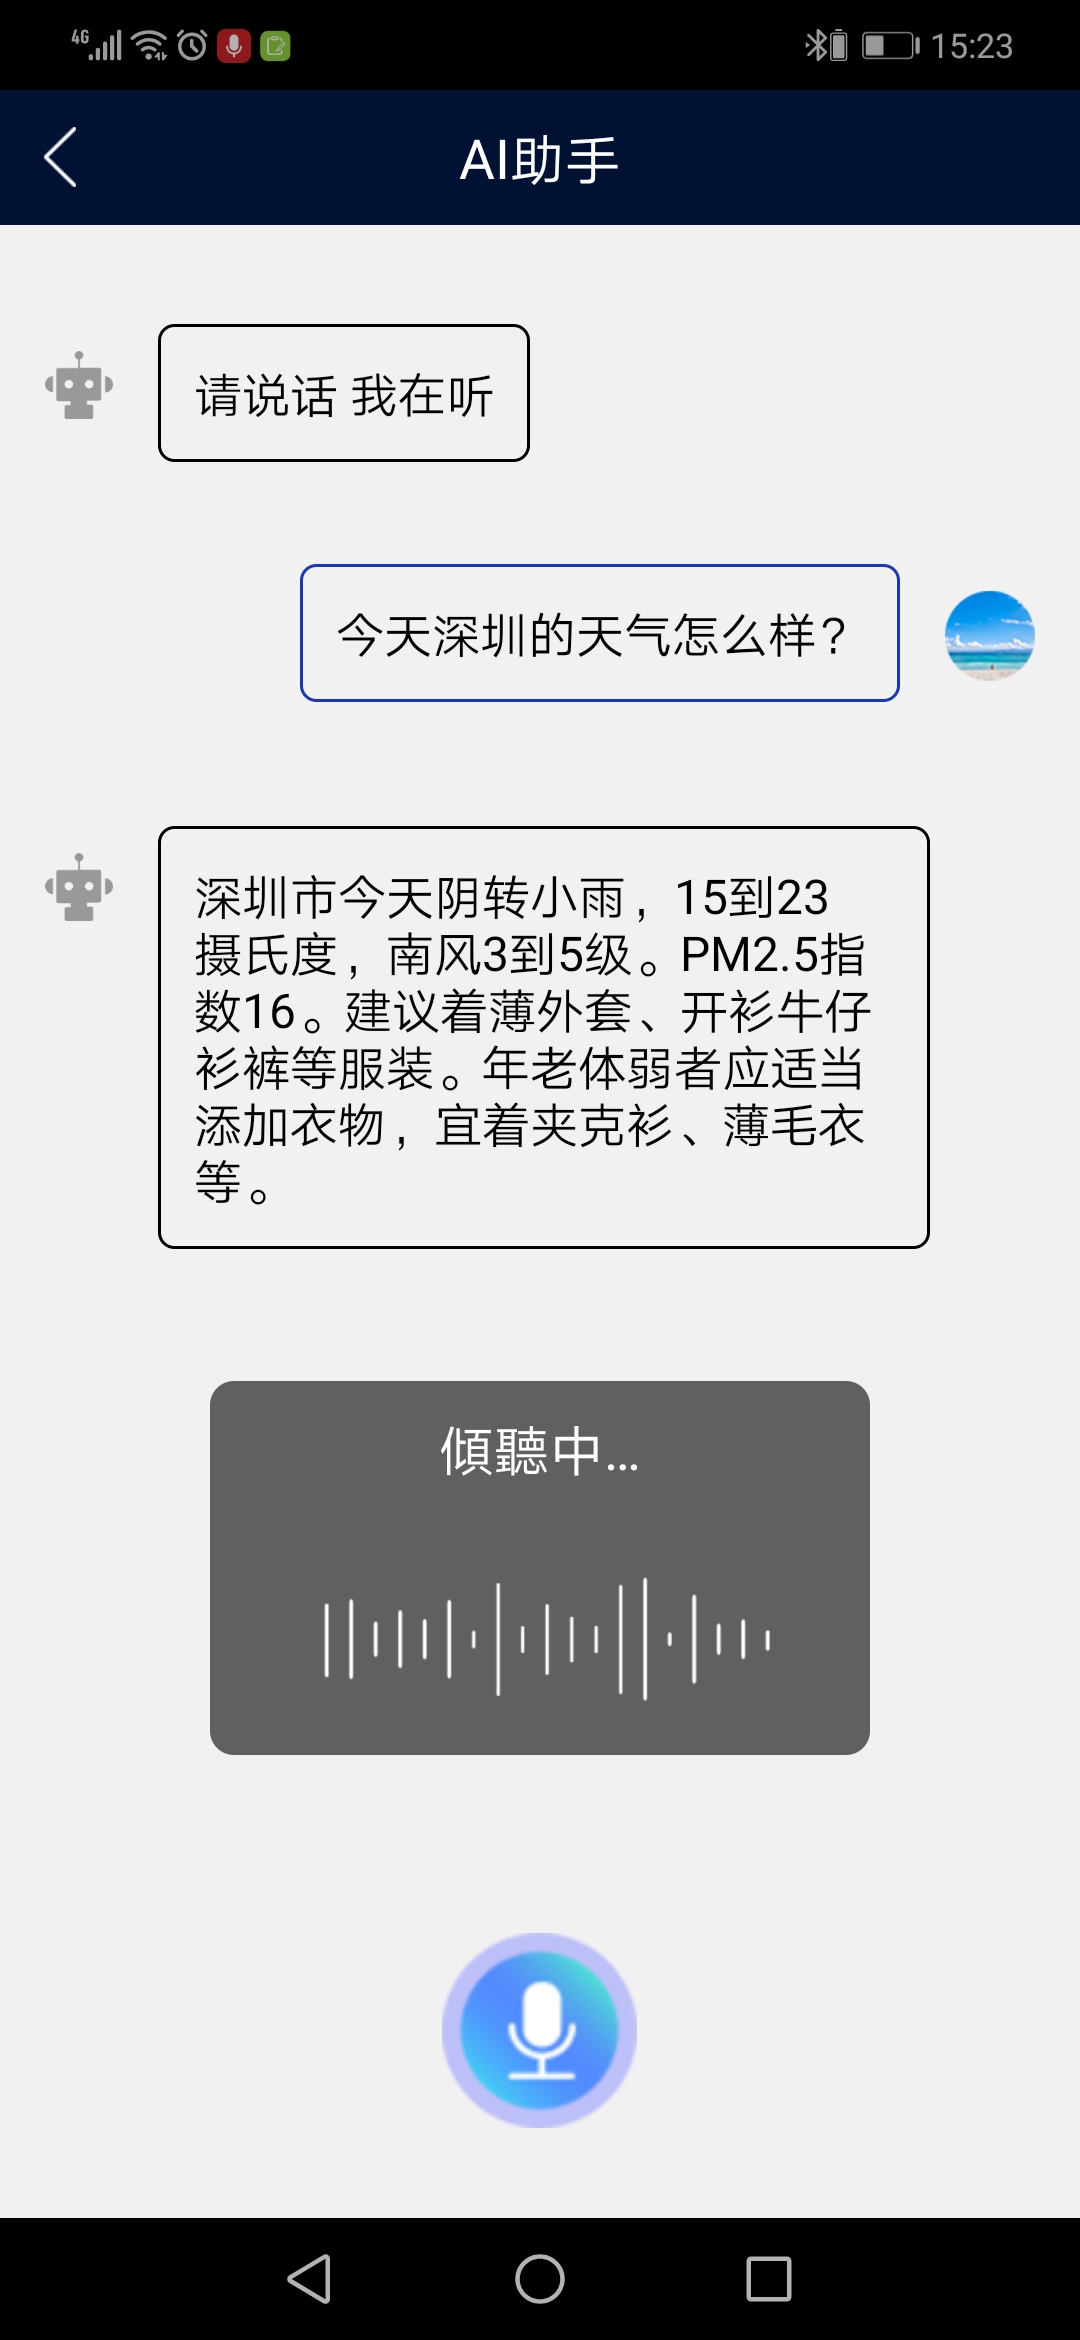 4G
15:23
AI助手
请说话 我在听
今天深圳的天气怎么样?
深圳市今天阴转小雨，15到23
摄氏度，南风3到5级。PM2.5指
数16。建议着薄外套、开衫牛仔
衫裤等服装。年老体弱者应适当
添加衣物，宜着夹克衫、薄毛衣
等。
傾聽中...